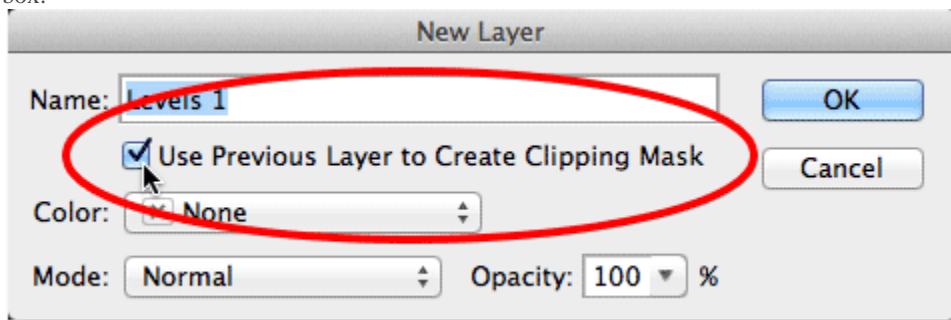 box.
New Layer
Name: Levels 1
OK
Use Previous Layer to Create Clipping Mask
Cancel
Color: None
Mode: Normal Opacity: 100 %